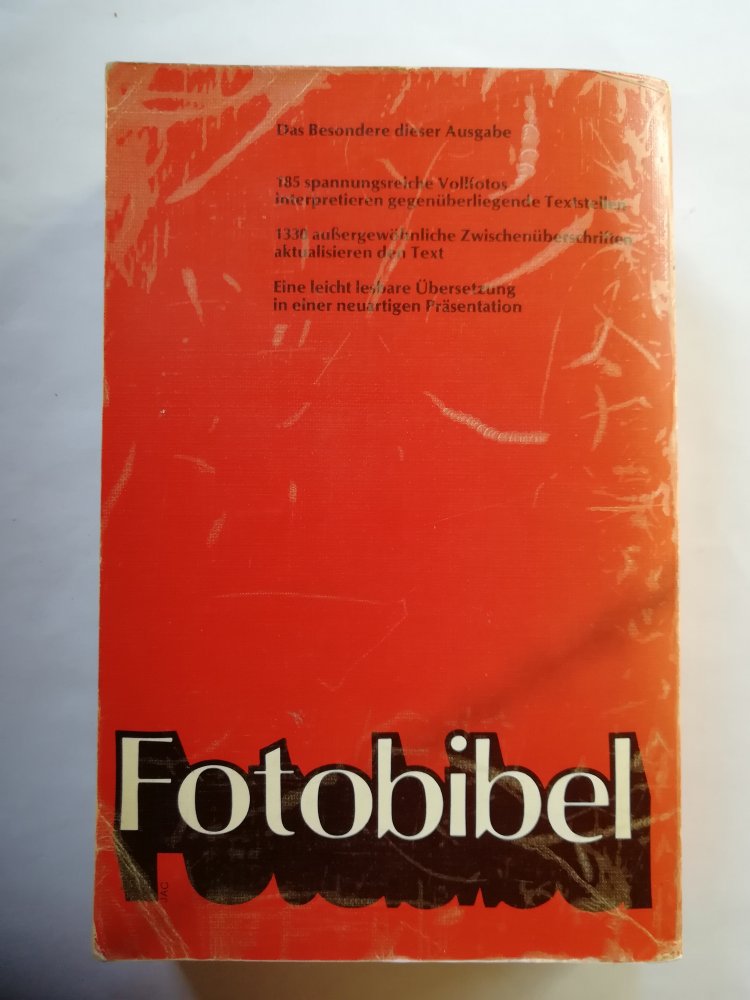 Das Besondere dieser Ausgabe
185 spannungsreiche Vollfotos
interpretieren gegenüberliegende Textstellen
1330 außergewöhnliche Zwischenüberschriften
aktualisieren den Text
Eine leicht lesbare Übersetzung
in einer neuartigen Präsentation
Fotobibel
JAC